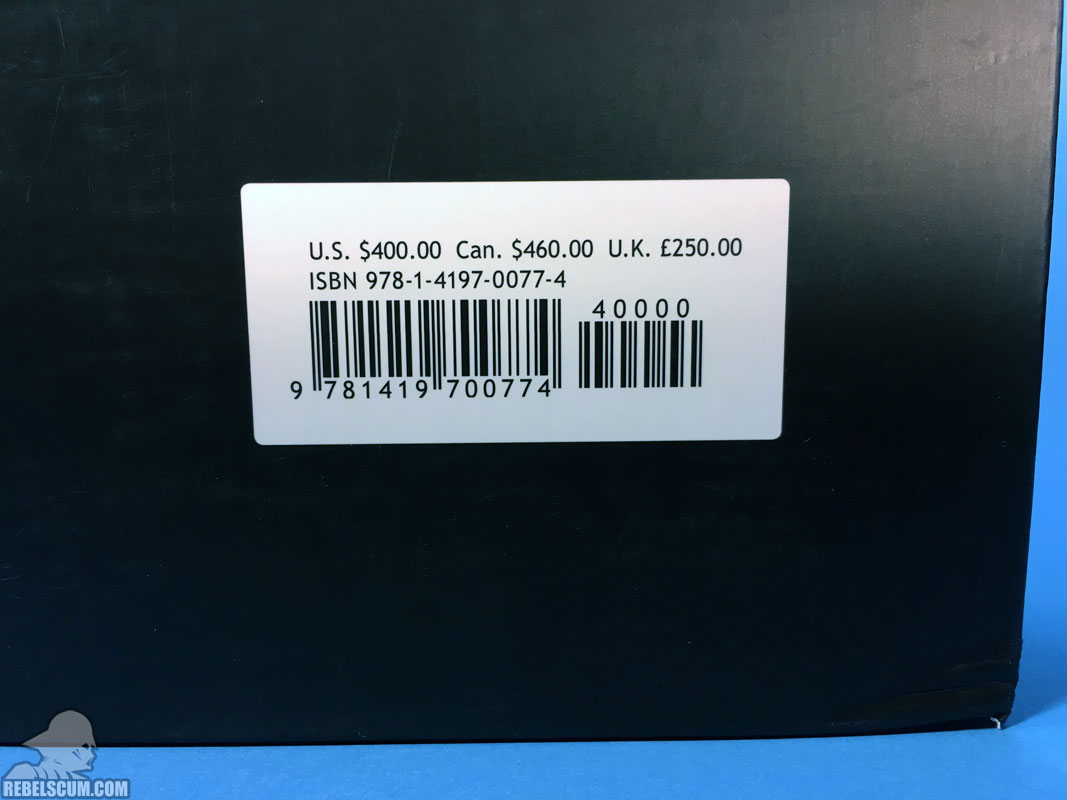 U.S. $400.00 Can. $460.00 U.K. £250.00
ISBN 978-1-4197-0077-4
40000
9 781419 700774
REBELSCUM.COM